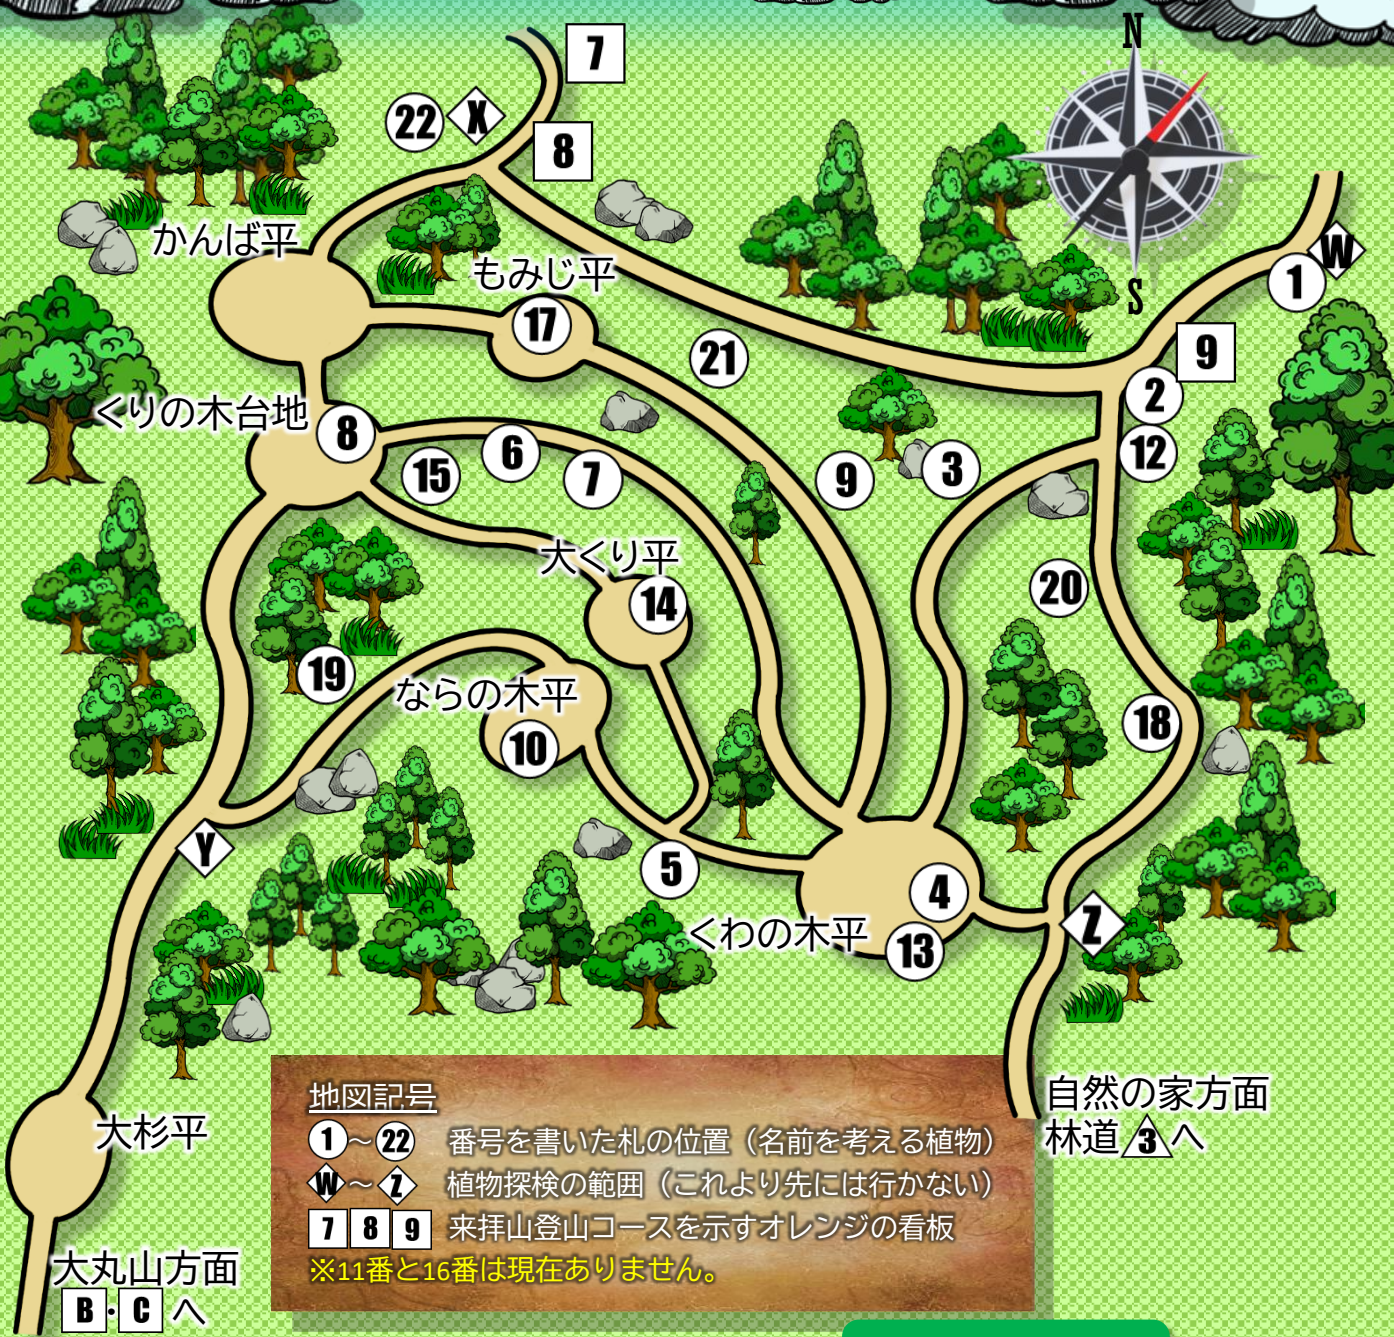 N
7
22 X
8
かんば平
W
1
もみじ平
S
17
21
9
2
くりの木台地
8
12
6
15
7
9
3
大くり平
20
14
19
ならの木平
18
10
Y
5
4
くわの木平
Z
13
地図記号
①～㉒ 番号を書いた札の位置（名前を考える植物）
W～Z 植物探検の範囲（これより先には行かない）
7 8 9 来拝山登山コースを示すオレンジの看板
※11番と16番は現在ありません。
自然の家方面
林道3へ
大杉平
大丸山方面
B・Cへ